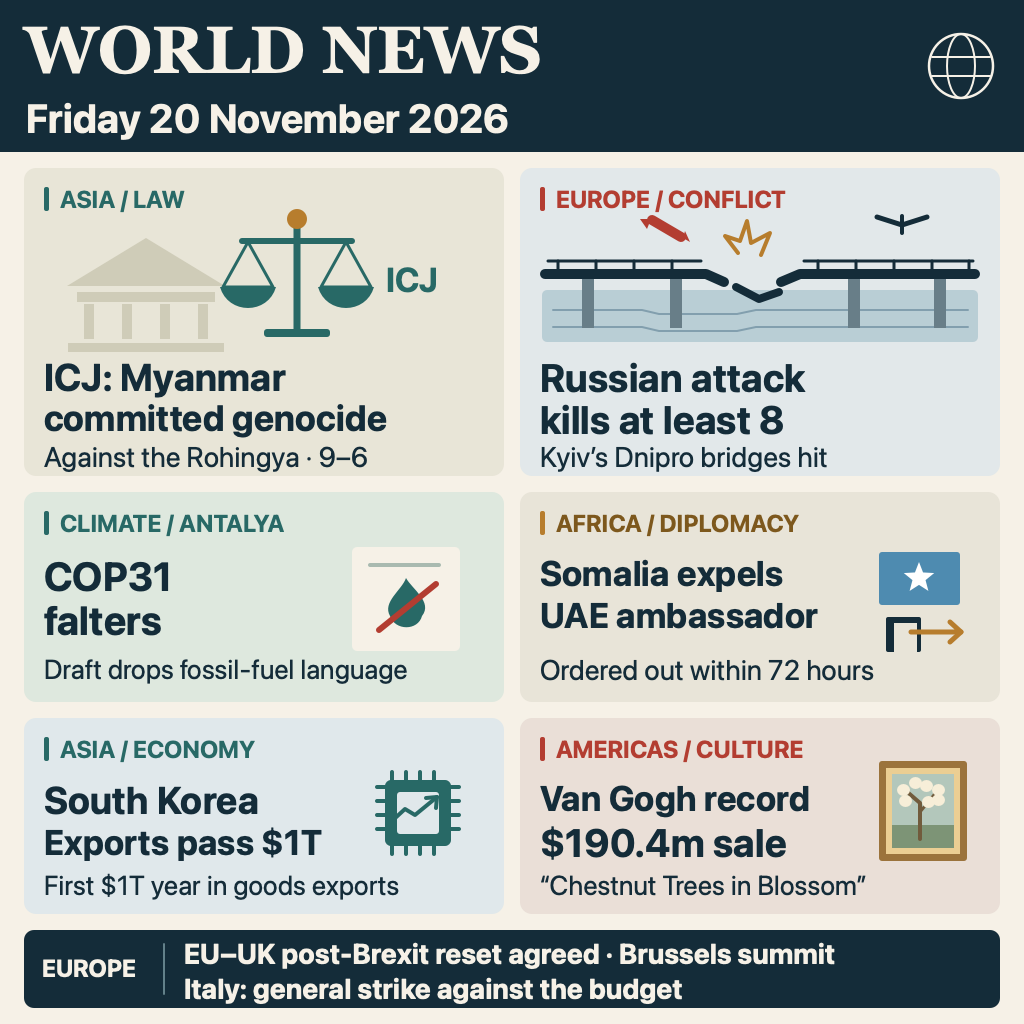 WORLD NEWS
Friday 20 November 2026
ASIA / LAW
ICJ
ICJ: Myanmar
committed genocide
Against the Rohingya · 9–6
EUROPE / CONFLICT
Russian attack
kills at least 8
Kyiv’s Dnipro bridges hit
CLIMATE / ANTALYA
COP31
falters
Draft drops fossil-fuel language
AFRICA / DIPLOMACY
Somalia expels
UAE ambassador
Ordered out within 72 hours
ASIA / ECONOMY
South Korea
Exports pass $1T
First $1T year in goods exports
AMERICAS / CULTURE
Van Gogh record
$190.4m sale
“Chestnut Trees in Blossom”
EUROPE
EU–UK post-Brexit reset agreed · Brussels summit
Italy: general strike against the budget